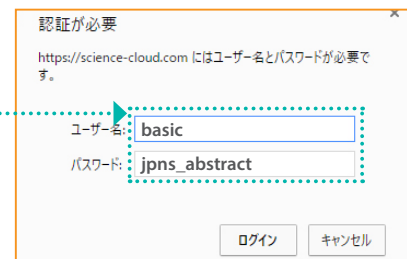 認証が必要
https://science-cloud.com にはユーザー名とパスワードが必要で
す。
ユーザー名: basic
パスワード: jpns_abstract
ログイン キャンセル